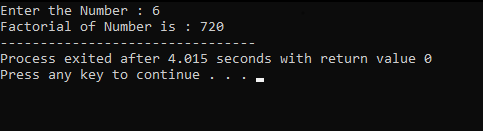 Enter the Number : 6
Factorial of Number is : 720
--------------------------------
Process exited after 4.015 seconds with return value 0
Press any key to continue . . .